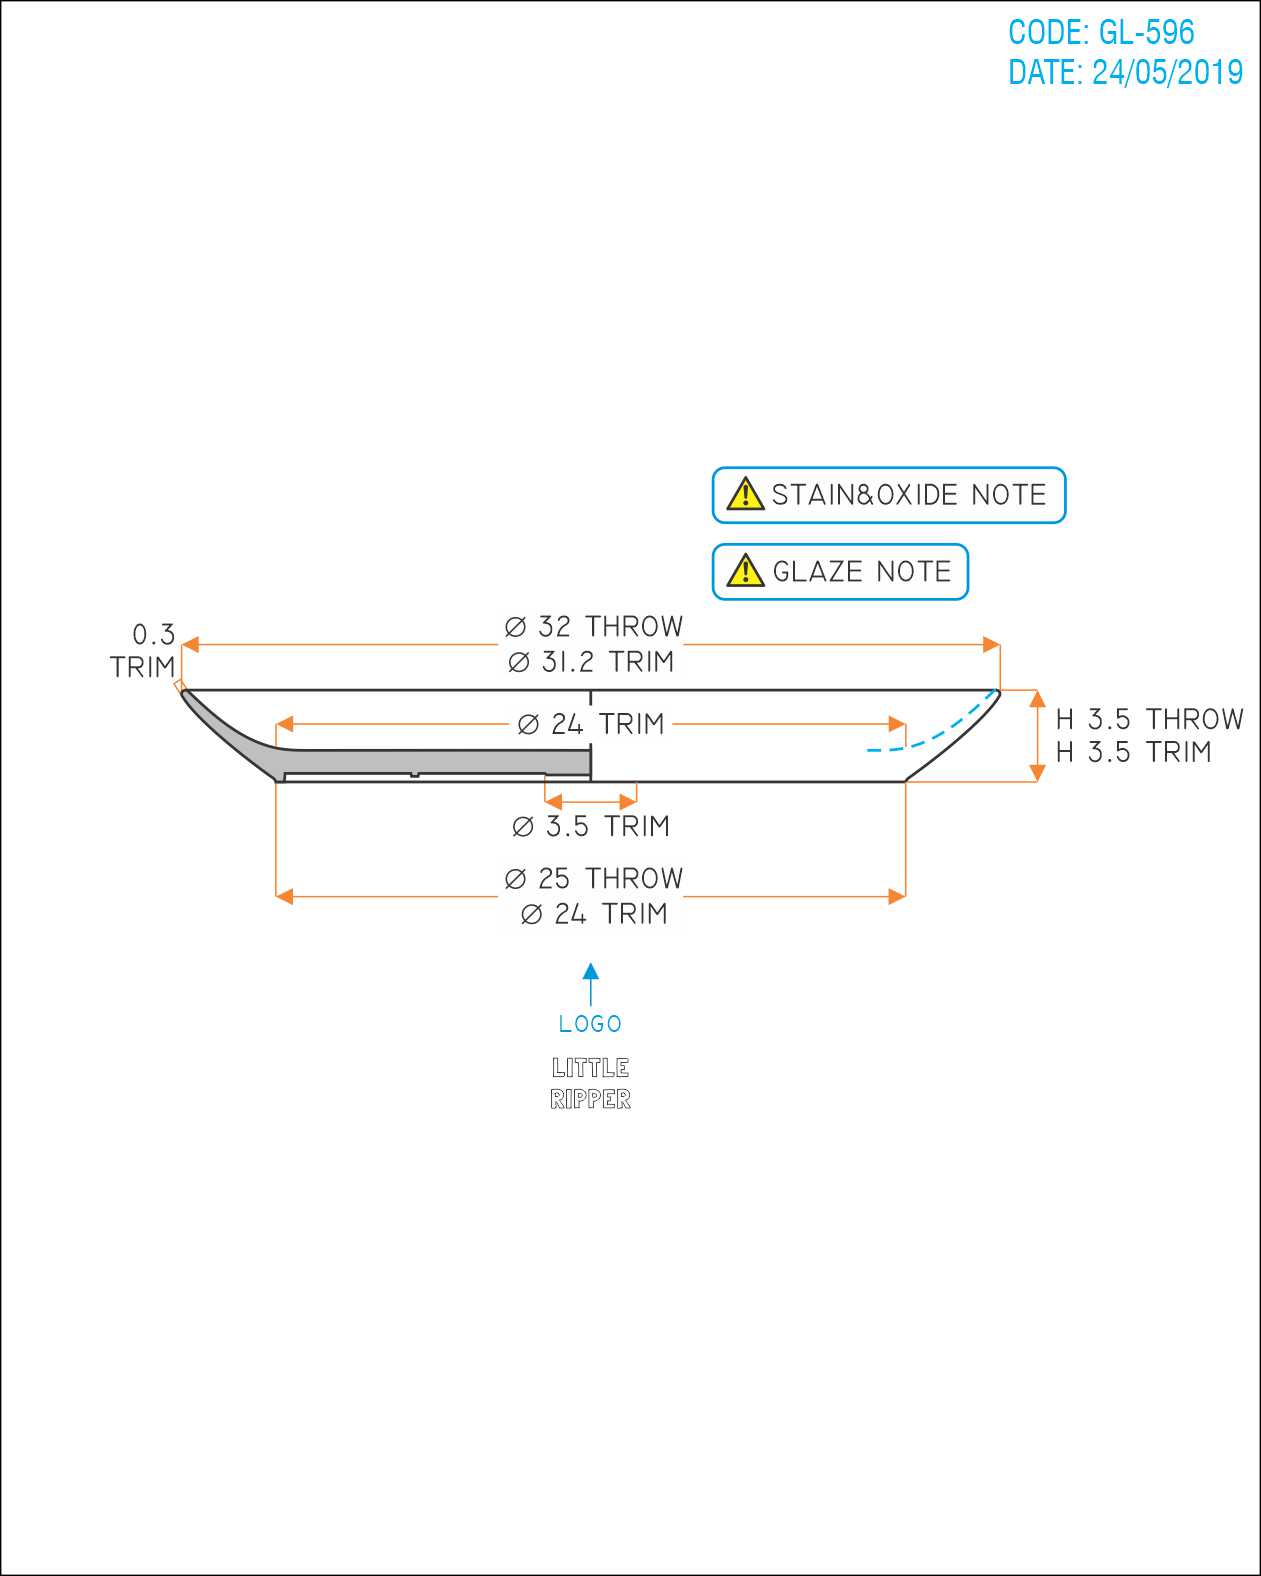 CODE: GL-596
DATE: 24/05/2019
STAIN&OXIDE NOTE
GLAZE NOTE
0.3
TRIM
Ø 32 THROW
Ø 31.2 TRIM
Ø 24 TRIM
H 3.5 THROW
H 3.5 TRIM
Ø 3.5 TRIM
Ø 25 THROW
Ø 24 TRIM
LOGO
LITTLE
RIPPER